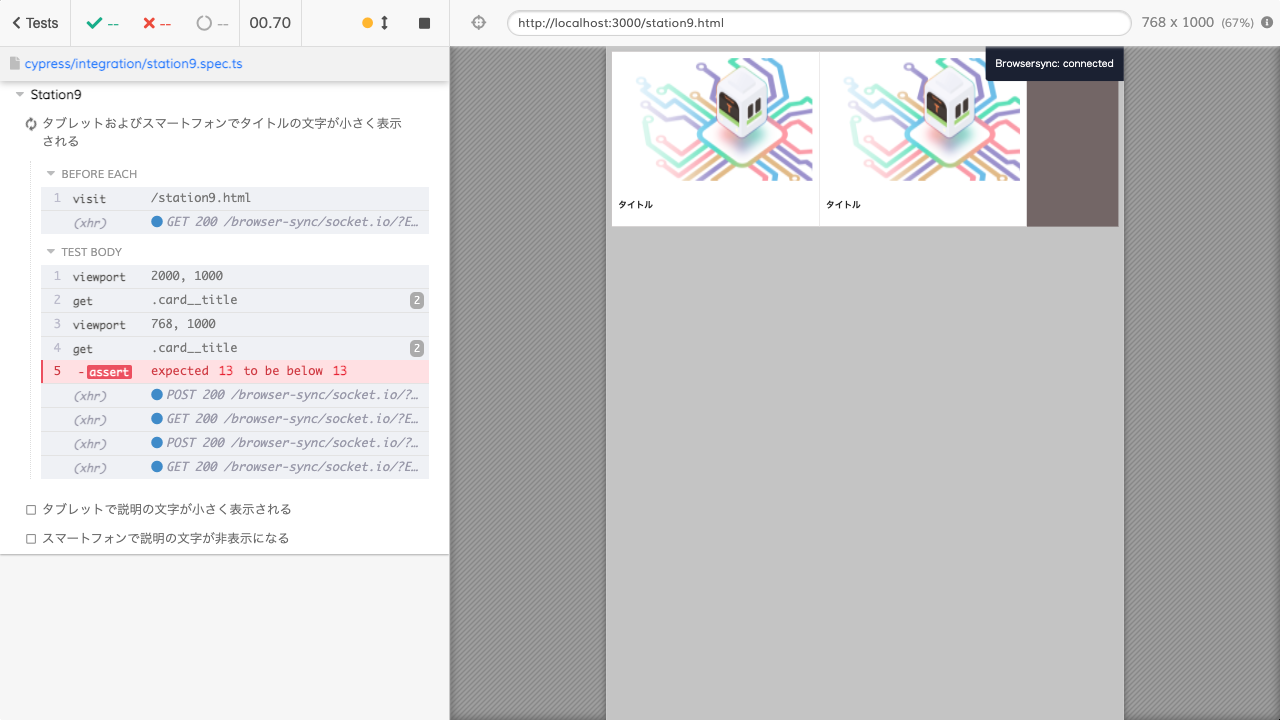 Tests
--
--
--
00.70
http://localhost:3000/station9.html
768 x 1000 (67%)
cypress/integration/station9.spec.ts
Station9
タブレットおよびスマートフォンでタイトルの文字が小さく表示
される
BEFORE EACH
1 visit /station9.html
(xhr) GET 200 /browser-sync/socket.io/?E…
TEST BODY
1 viewport 2000, 1000
2 get .card__title 2
3 viewport 768, 1000
4 get .card__title 2
5 -assert expected 13 to be below 13
(xhr) POST 200 /browser-sync/socket.io/?…
(xhr) GET 200 /browser-sync/socket.io/?E…
(xhr) POST 200 /browser-sync/socket.io/?…
(xhr) GET 200 /browser-sync/socket.io/?E…
タブレットで説明の文字が小さく表示される
スマートフォンで説明の文字が非表示になる
Browsersync: connected
タイトル
タイトル